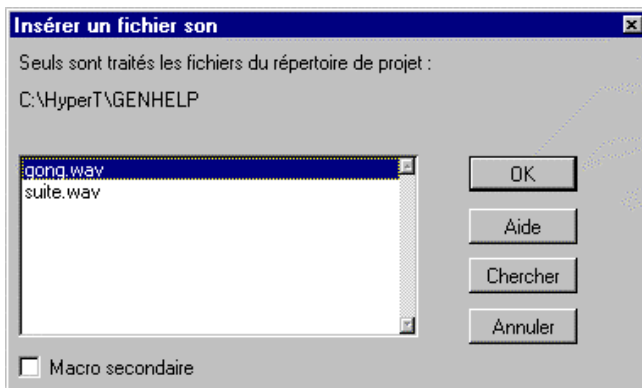 Insérer un fichier son
Seuls sont traités les fichiers du répertoire de projet :
C:\HyperT\GENHELP
gong.wav
suite.wav
OK
Aide
Chercher
Annuler
Macro secondaire